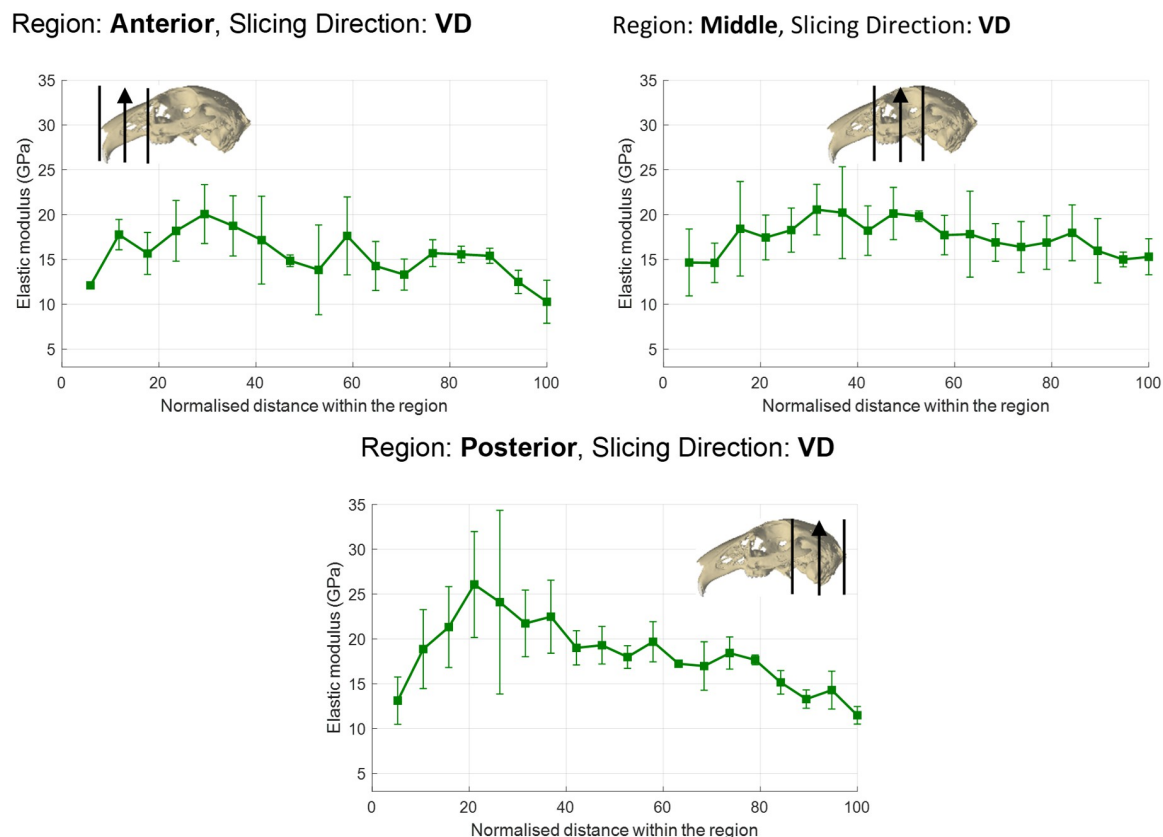 Region: Anterior, Slicing Direction: VD
Region: Middle, Slicing Direction: VD
35
30
25
20
15
10
5
Elastic modulus (GPa)
0 20 40 60 80 100
Normalised distance within the region
35
30
25
20
15
10
5
Elastic modulus (GPa)
0 20 40 60 80 100
Normalised distance within the region
Region: Posterior, Slicing Direction: VD
35
30
25
20
15
10
5
Elastic modulus (GPa)
0 20 40 60 80 100
Normalised distance within the region